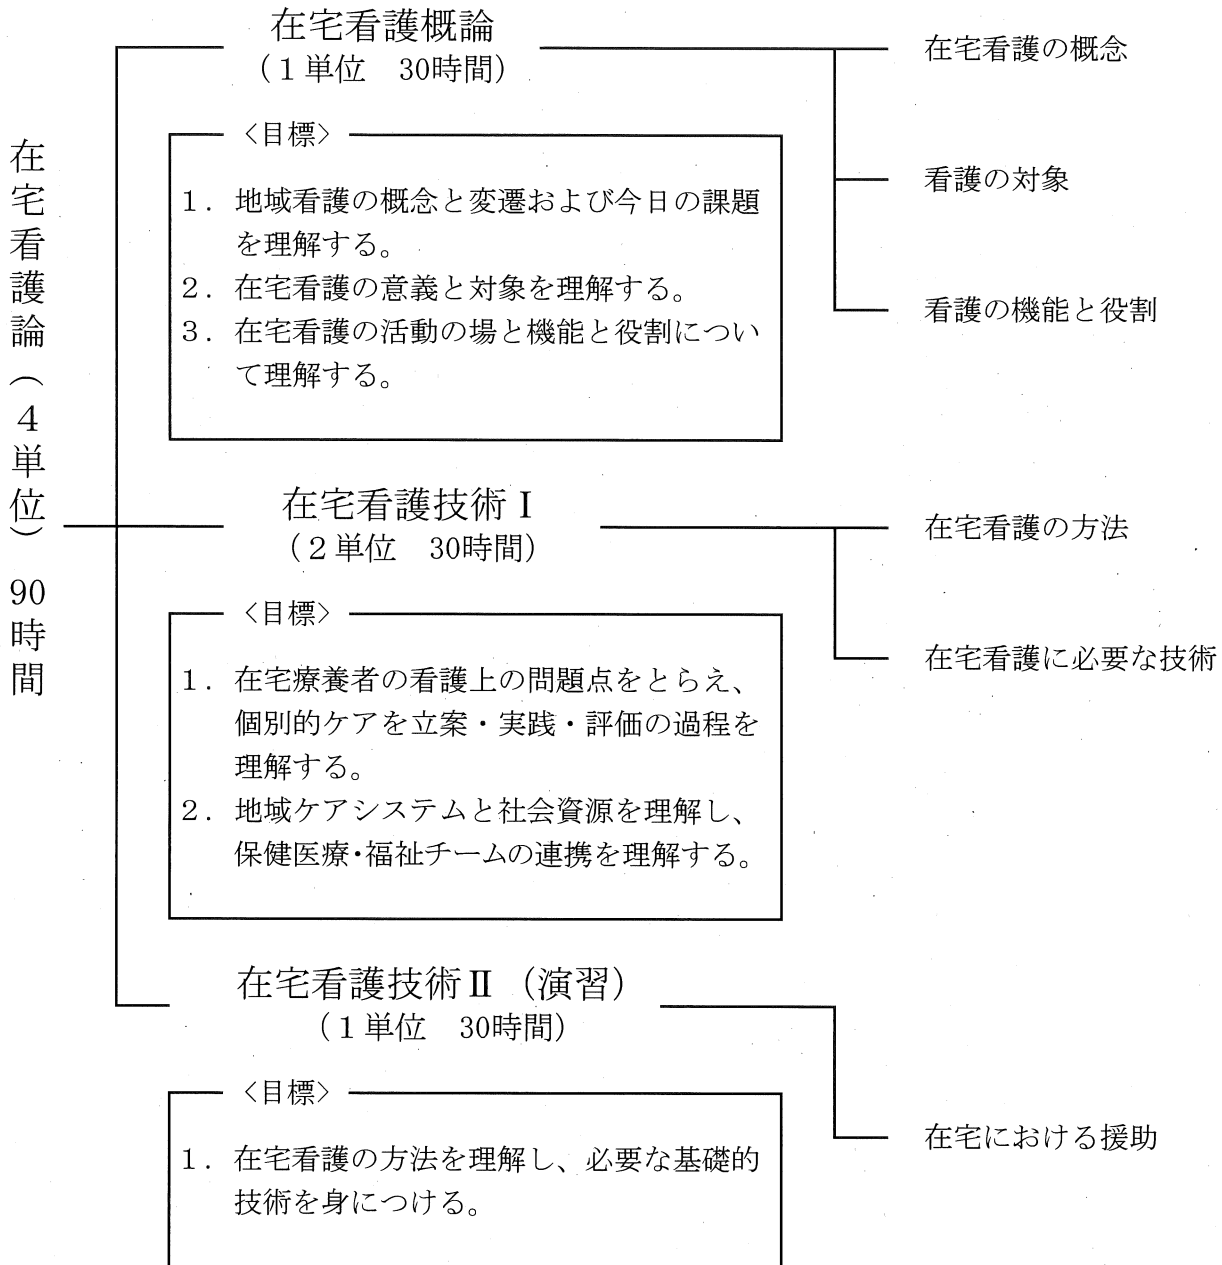 在宅看護論（４単位）90時間
在宅看護概論
（１単位　30時間）
〈目標〉
１．地域看護の概念と変遷および今日の課題
を理解する。
２．在宅看護の意義と対象を理解する。
３．在宅看護の活動の場と機能と役割につい
て理解する。
在宅看護の概念
看護の対象
看護の機能と役割
在宅看護技術Ⅰ
（２単位　30時間）
〈目標〉
１．在宅療養者の看護上の問題点をとらえ、
個別的ケアを立案・実践・評価の過程を
理解する。
２．地域ケアシステムと社会資源を理解し、
保健医療・福祉チームの連携を理解する。
在宅看護の方法
在宅看護に必要な技術
在宅看護技術Ⅱ（演習）
（１単位　30時間）
〈目標〉
１．在宅看護の方法を理解し、必要な基礎的
技術を身につける。
在宅における援助